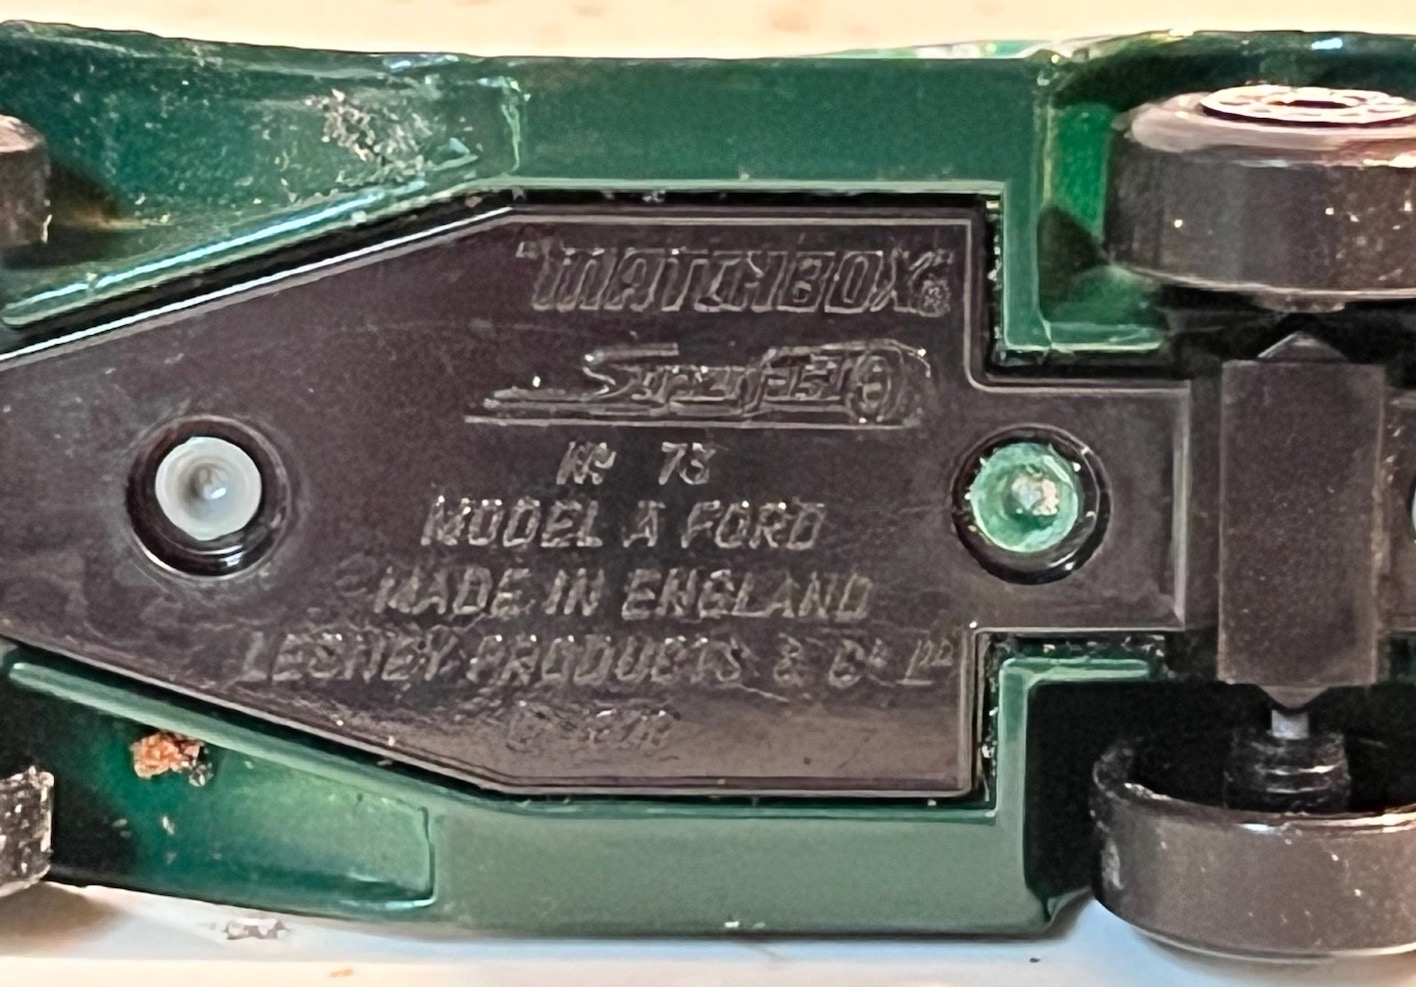 "MATCHBOX"®
Superfast
No 73
MODEL A FORD
MADE IN ENGLAND
LESNEY PRODUCTS & Co LTD
©